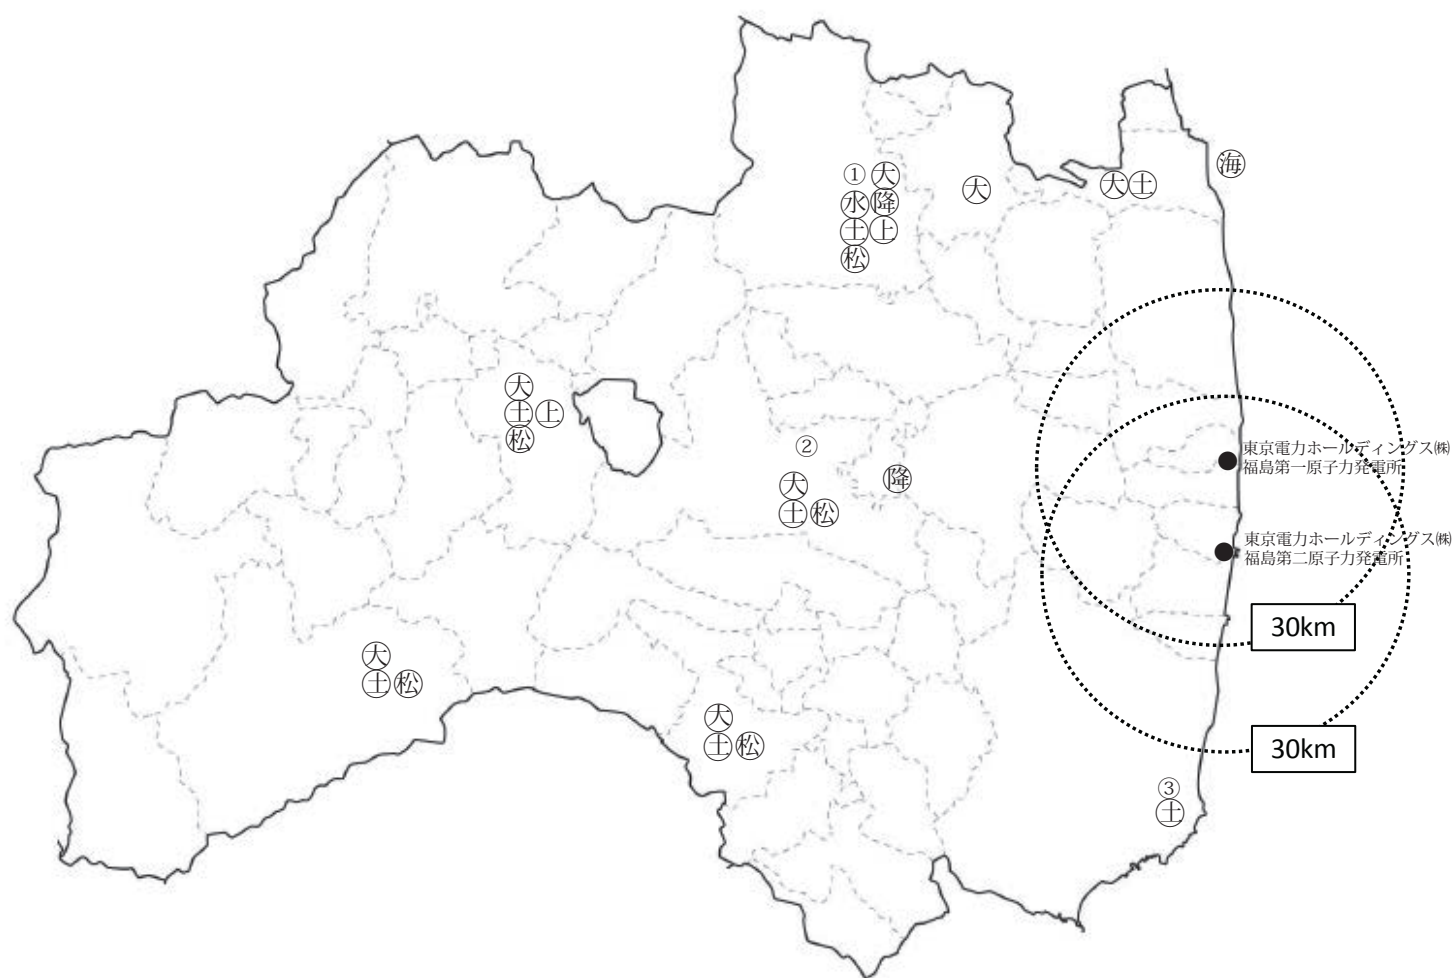 海
① 大
水 降
土 上
松
大
大 土
大
土 上
松
②
大
土 松
降
東京電力ホールディングス㈱
福島第一原子力発電所
東京電力ホールディングス㈱
福島第二原子力発電所
30km
大
土 松
大
土 松
30km
③
土